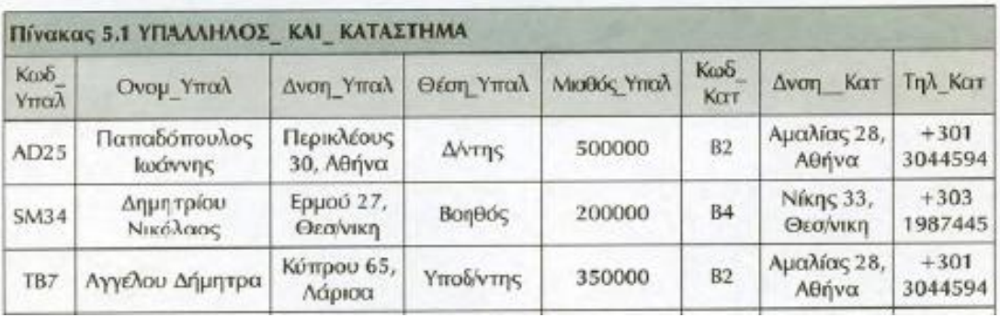 Πίνακας 5.1 ΥΠΑΛΛΗΛΟΣ_ ΚΑΙ_ ΚΑΤΑΣΤΗΜΑ
Κωδ_ Υπαλ Ονομ_Υπαλ Δνση_Υπαλ Θέση_Υπαλ Μισθός_Υπαλ Κωδ_ Κατ Δνση__Κατ Τηλ_Κατ
AD25 Παπαδόπουλος Ιωάννης Περικλέους 30, Αθήνα Δ/ντης 500000 B2 Αμαλίας 28, Αθήνα +301 3044594
SM34 Δημητρίου Νικόλαος Ερμού 27, Θεσ/νικη Βοηθός 200000 B4 Νίκης 33, Θεσ/νικη +303 1987445
TB7 Αγγέλου Δήμητρα Κύπρου 65, Λάρισα Υποδ/ντης 350000 B2 Αμαλίας 28, Αθήνα +301 3044594